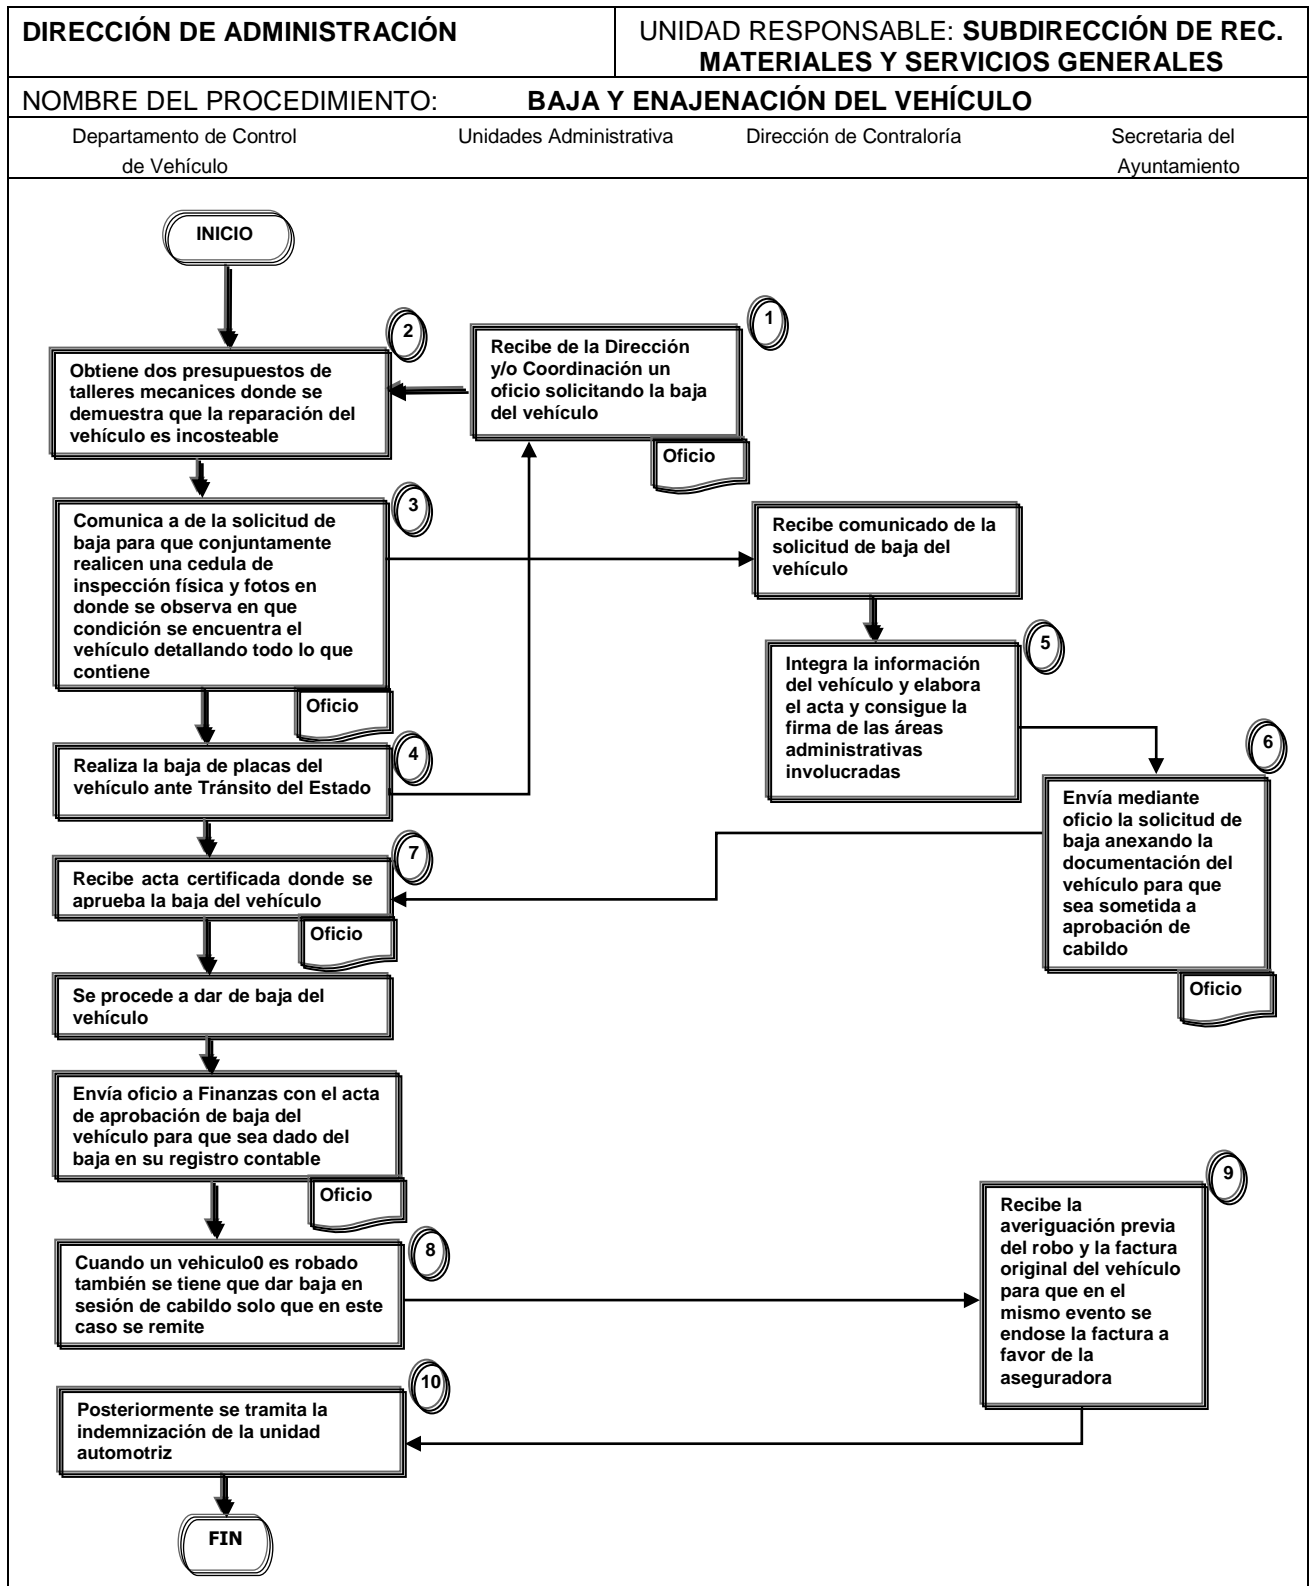 DIRECCIÓN DE ADMINISTRACIÓN
UNIDAD RESPONSABLE: SUBDIRECCIÓN DE REC.
MATERIALES Y SERVICIOS GENERALES
NOMBRE DEL PROCEDIMIENTO: BAJA Y ENAJENACIÓN DEL VEHÍCULO
Departamento de Control
de Vehículo
Unidades Administrativa
Dirección de Contraloría
Secretaria del
Ayuntamiento
INICIO
1
Recibe de la Dirección
y/o Coordinación un
oficio solicitando la baja
del vehículo
Oficio
2
Obtiene dos presupuestos de
talleres mecanices donde se
demuestra que la reparación del
vehículo es incosteable
3
Comunica a de la solicitud de
baja para que conjuntamente
realicen una cedula de
inspección física y fotos en
donde se observa en que
condición se encuentra el
vehículo detallando todo lo que
contiene
Oficio
Recibe comunicado de la
solicitud de baja del
vehículo
4
Realiza la baja de placas del
vehículo ante Tránsito del Estado
5
Integra la información
del vehículo y elabora
el acta y consigue la
firma de las áreas
administrativas
involucradas
6
Envía mediante
oficio la solicitud de
baja anexando la
documentación del
vehículo para que
sea sometida a
aprobación de
cabildo
Oficio
7
Recibe acta certificada donde se
aprueba la baja del vehículo
Oficio
Se procede a dar de baja del
vehículo
Envía oficio a Finanzas con el acta
de aprobación de baja del
vehículo para que sea dado del
baja en su registro contable
Oficio
8
Cuando un vehiculo0 es robado
también se tiene que dar baja en
sesión de cabildo solo que en este
caso se remite
9
Recibe la
averiguación previa
del robo y la factura
original del vehículo
para que en el
mismo evento se
endose la factura a
favor de la
aseguradora
10
Posteriormente se tramita la
indemnización de la unidad
automotriz
FIN